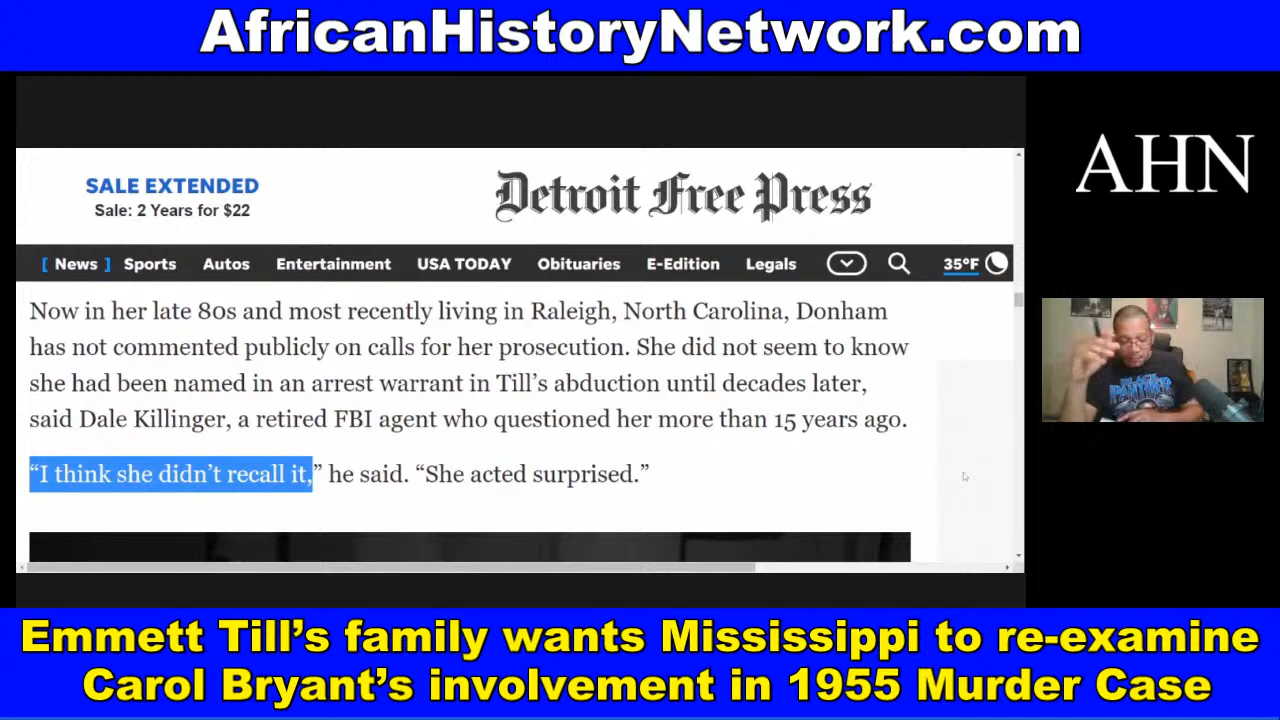 AfricanHistoryNetwork.com
AHN
SALE EXTENDED
Sale: 2 Years for $22
Detroit Free Press
[ News ] Sports Autos Entertainment USA TODAY Obituaries E-Edition Legals 35°F
Now in her late 80s and most recently living in Raleigh, North Carolina, Donham
has not commented publicly on calls for her prosecution. She did not seem to know
she had been named in an arrest warrant in Till’s abduction until decades later,
said Dale Killinger, a retired FBI agent who questioned her more than 15 years ago.
“I think she didn’t recall it,” he said. “She acted surprised.”
BLACK
PANTHER
Emmett Till’s family wants Mississippi to re-examine
Carol Bryant’s involvement in 1955 Murder Case